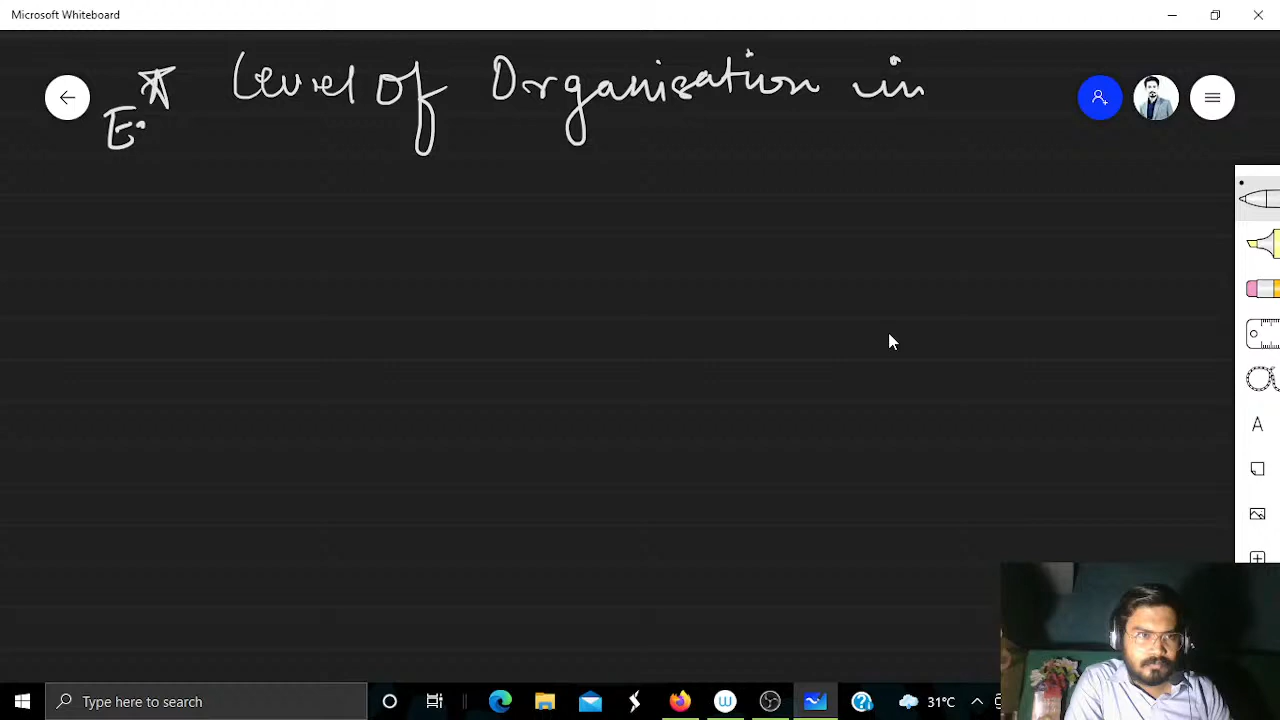 Microsoft Whiteboard
Level of Organisation in
E
A
Type here to search
31°C